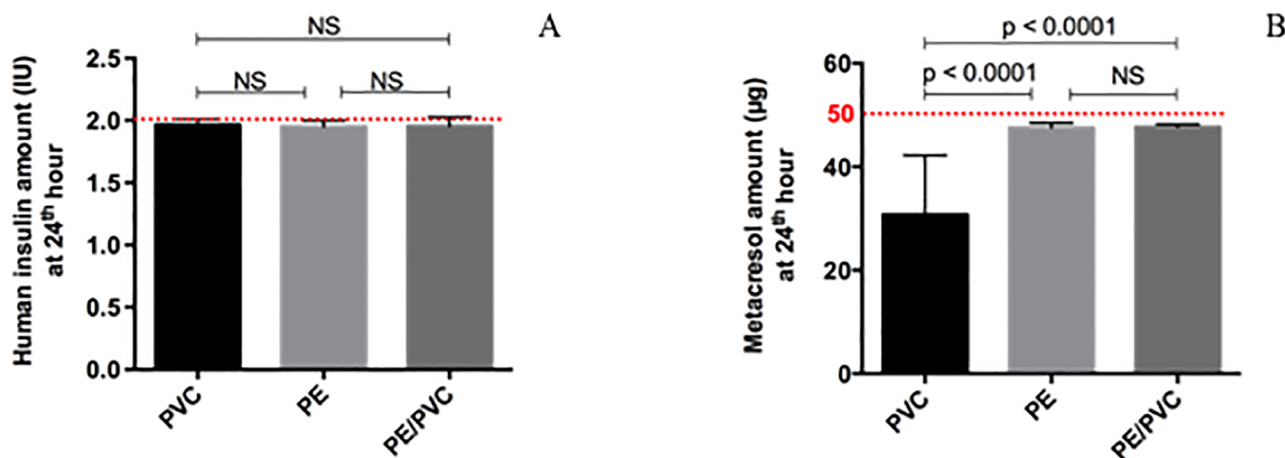 A
NS
NS
NS
Human insulin amount (IU)
at 24th hour
2.5
2.0
1.5
1.0
0.5
0.0
PVC
PE
PE/PVC
B
p < 0.0001
p < 0.0001
NS
Metacresol amount (µg)
at 24th hour
60
50
40
20
0
PVC
PE
PE/PVC